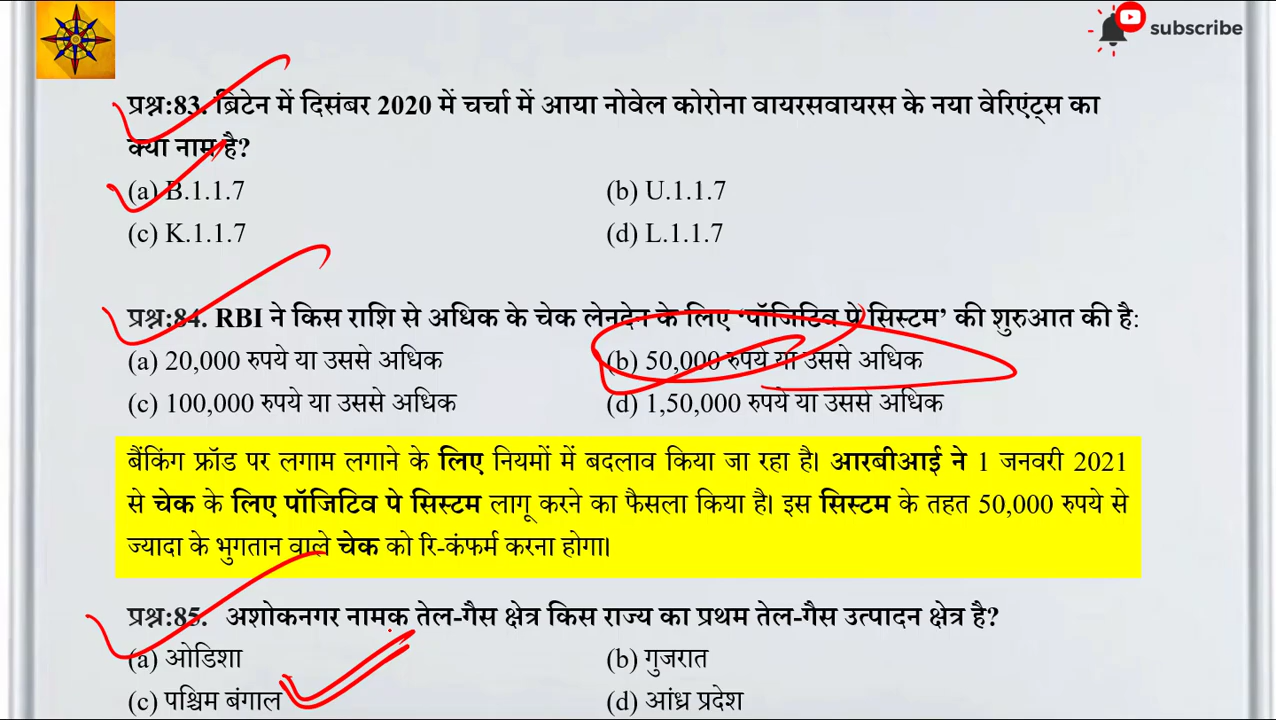 subscribe
प्रश्न:83. ब्रिटेन में दिसंबर 2020 में चर्चा में आया नोवेल कोरोना वायरसवायरस के नया वेरिएंट्स का
क्या नाम है?
(a) B.1.1.7 (b) U.1.1.7
(c) K.1.1.7 (d) L.1.1.7
प्रश्न:84. RBI ने किस राशि से अधिक के चेक लेनदेन के लिए ‘पॉजिटिव पे सिस्टम’ की शुरुआत की है:
(a) 20,000 रुपये या उससे अधिक (b) 50,000 रुपये या उससे अधिक
(c) 100,000 रुपये या उससे अधिक (d) 1,50,000 रुपये या उससे अधिक
बैंकिंग फ्रॉड पर लगाम लगाने के लिए नियमों में बदलाव किया जा रहा है। आरबीआई ने 1 जनवरी 2021
से चेक के लिए पॉजिटिव पे सिस्टम लागू करने का फैसला किया है। इस सिस्टम के तहत 50,000 रुपये से
ज्यादा के भुगतान वाले चेक को रि-कंफर्म करना होगा।
प्रश्न:85. अशोकनगर नामक तेल-गैस क्षेत्र किस राज्य का प्रथम तेल-गैस उत्पादन क्षेत्र है?
(a) ओडिशा (b) गुजरात
(c) पश्चिम बंगाल (d) आंध्र प्रदेश